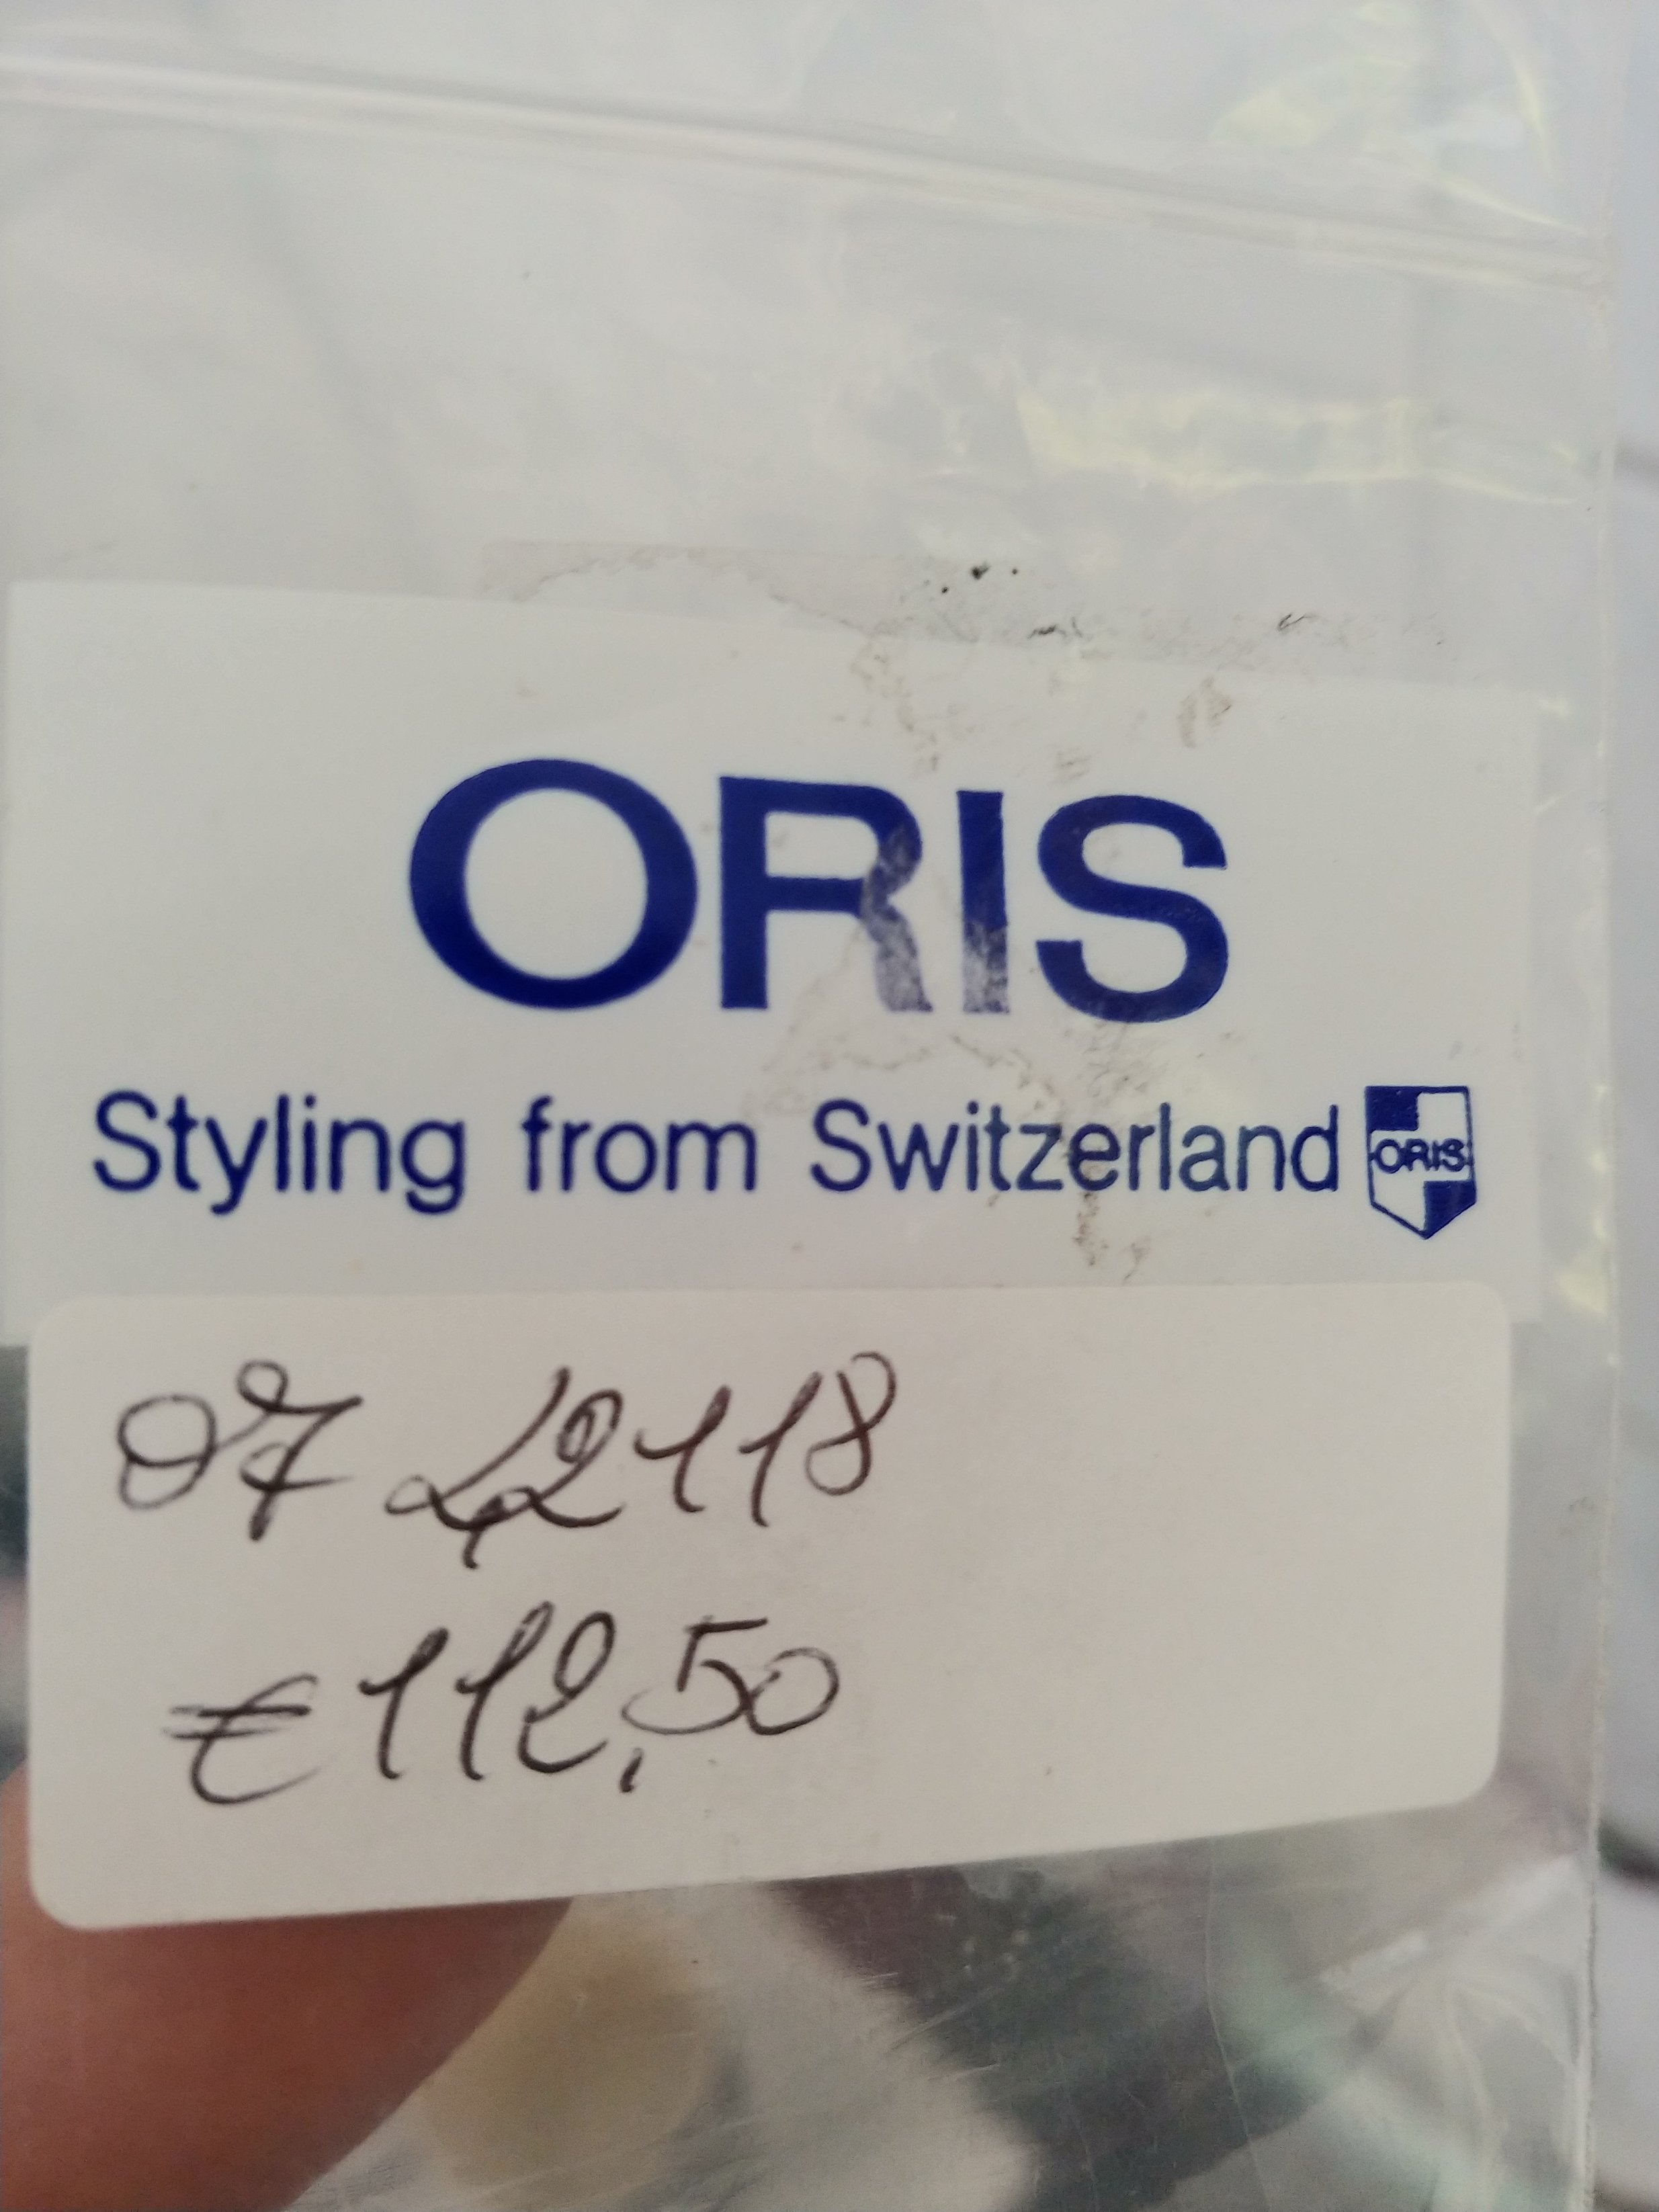 ORIS
Styling from Switzerland
ORIS
07 42118
€112,50